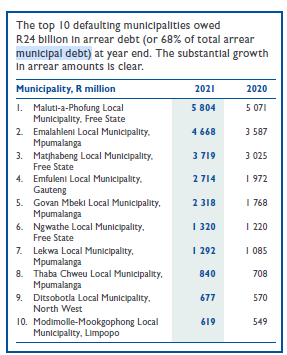 The top 10 defaulting municipalities owed
R24 billion in arrear debt (or 68% of total arrear
municipal debt) at year end. The substantial growth
in arrear amounts is clear.
Municipality, R million 2021 2020
1. Maluti-a-Phofung Local 5 804 5 071
Municipality, Free State
2. Emalahleni Local Municipality, 4 668 3 587
Mpumalanga
3. Matjhabeng Local Municipality, 3 719 3 025
Free State
4. Emfuleni Local Municipality, 2 714 1 972
Gauteng
5. Govan Mbeki Local Municipality, 2 318 1 768
Mpumalanga
6. Ngwathe Local Municipality, 1 320 1 220
Free State
7. Lekwa Local Municipality, 1 292 1 085
Mpumalanga
8. Thaba Chweu Local Municipality, 840 708
Mpumalanga
9. Ditsobotla Local Municipality, 677 570
North West
10. Modimolle-Mookgophong Local 619 549
Municipality, Limpopo